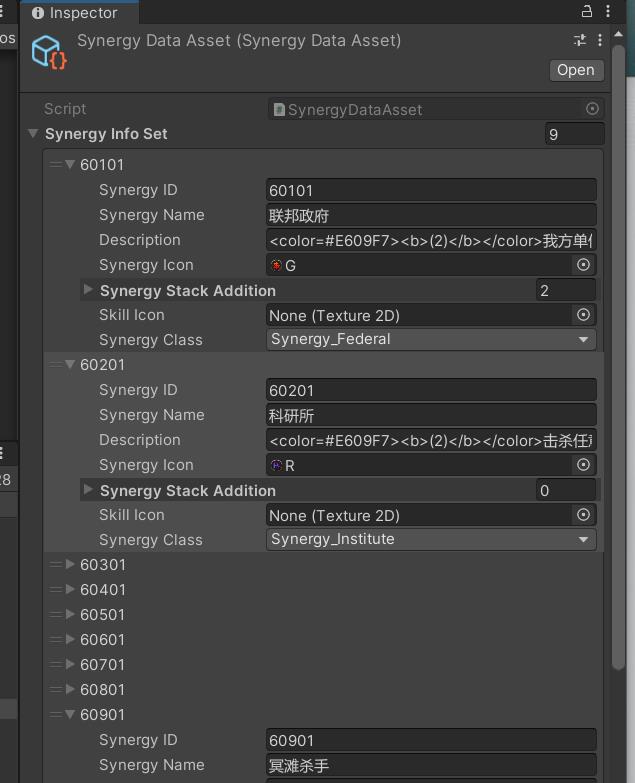 os
Inspector
Synergy Data Asset (Synergy Data Asset)
Open
Script SynergyDataAsset
Synergy Info Set 9
60101
Synergy ID 60101
Synergy Name 联邦政府
Description <color=#E609F7><b>(2)</b></color>我方单
Synergy Icon G
Synergy Stack Addition 2
Skill Icon None (Texture 2D)
Synergy Class Synergy_Federal
60201
Synergy ID 60201
Synergy Name 科研所
Description <color=#E609F7><b>(2)</b></color>击杀任
Synergy Icon R
28
Synergy Stack Addition 0
Skill Icon None (Texture 2D)
Synergy Class Synergy_Institute
60301
60401
60501
60601
60701
60801
60901
Synergy ID 60901
Synergy Name 冥滩杀手